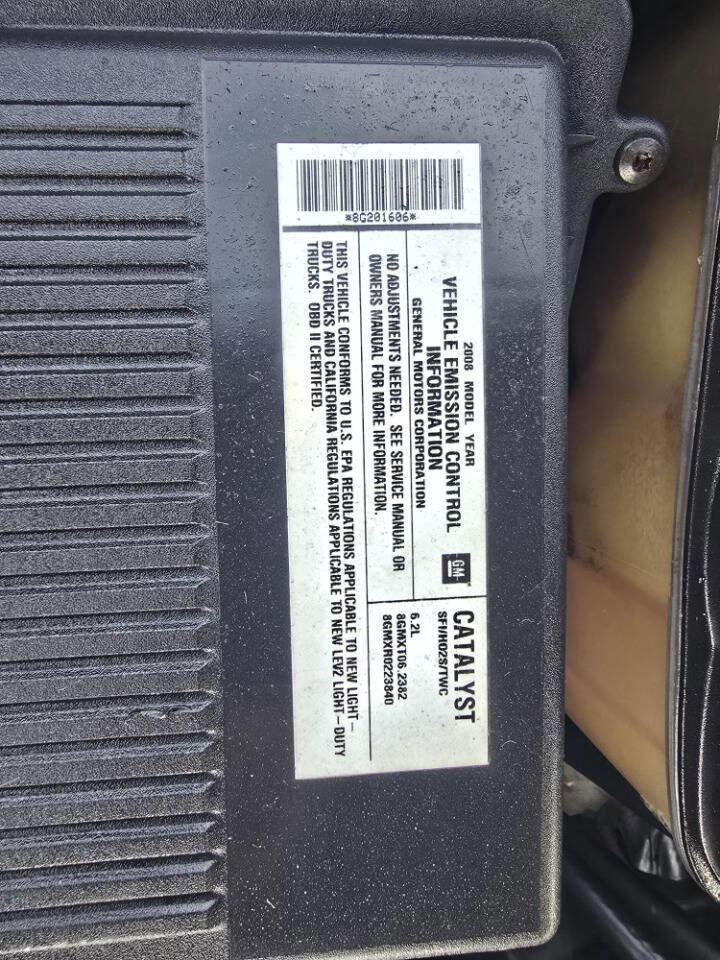 *8G201606*
2008 MODEL YEAR
VEHICLE EMISSION CONTROL
INFORMATION
GENERAL MOTORS CORPORATION
GM
CATALYST
SFI/HO2S/TWC
NO ADJUSTMENTS NEEDED. SEE SERVICE MANUAL OR
OWNERS MANUAL FOR MORE INFORMATION.
6.2L
8GMXT06.2382
8GMXR0223840
THIS VEHICLE CONFORMS TO U.S. EPA REGULATIONS APPLICABLE TO NEW LIGHT-
DUTY TRUCKS AND CALIFORNIA REGULATIONS APPLICABLE TO NEW LEV2 LIGHT-DUTY
TRUCKS. OBD II CERTIFIED.